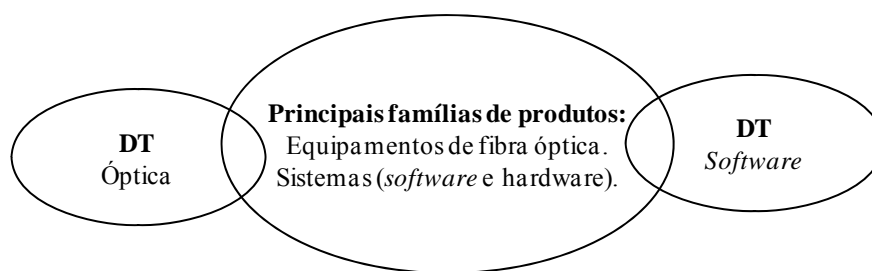 DT
Óptica
Principais famílias de produtos:
Equipamentos de fibra óptica.
Sistemas (software e hardware).
DT
Software